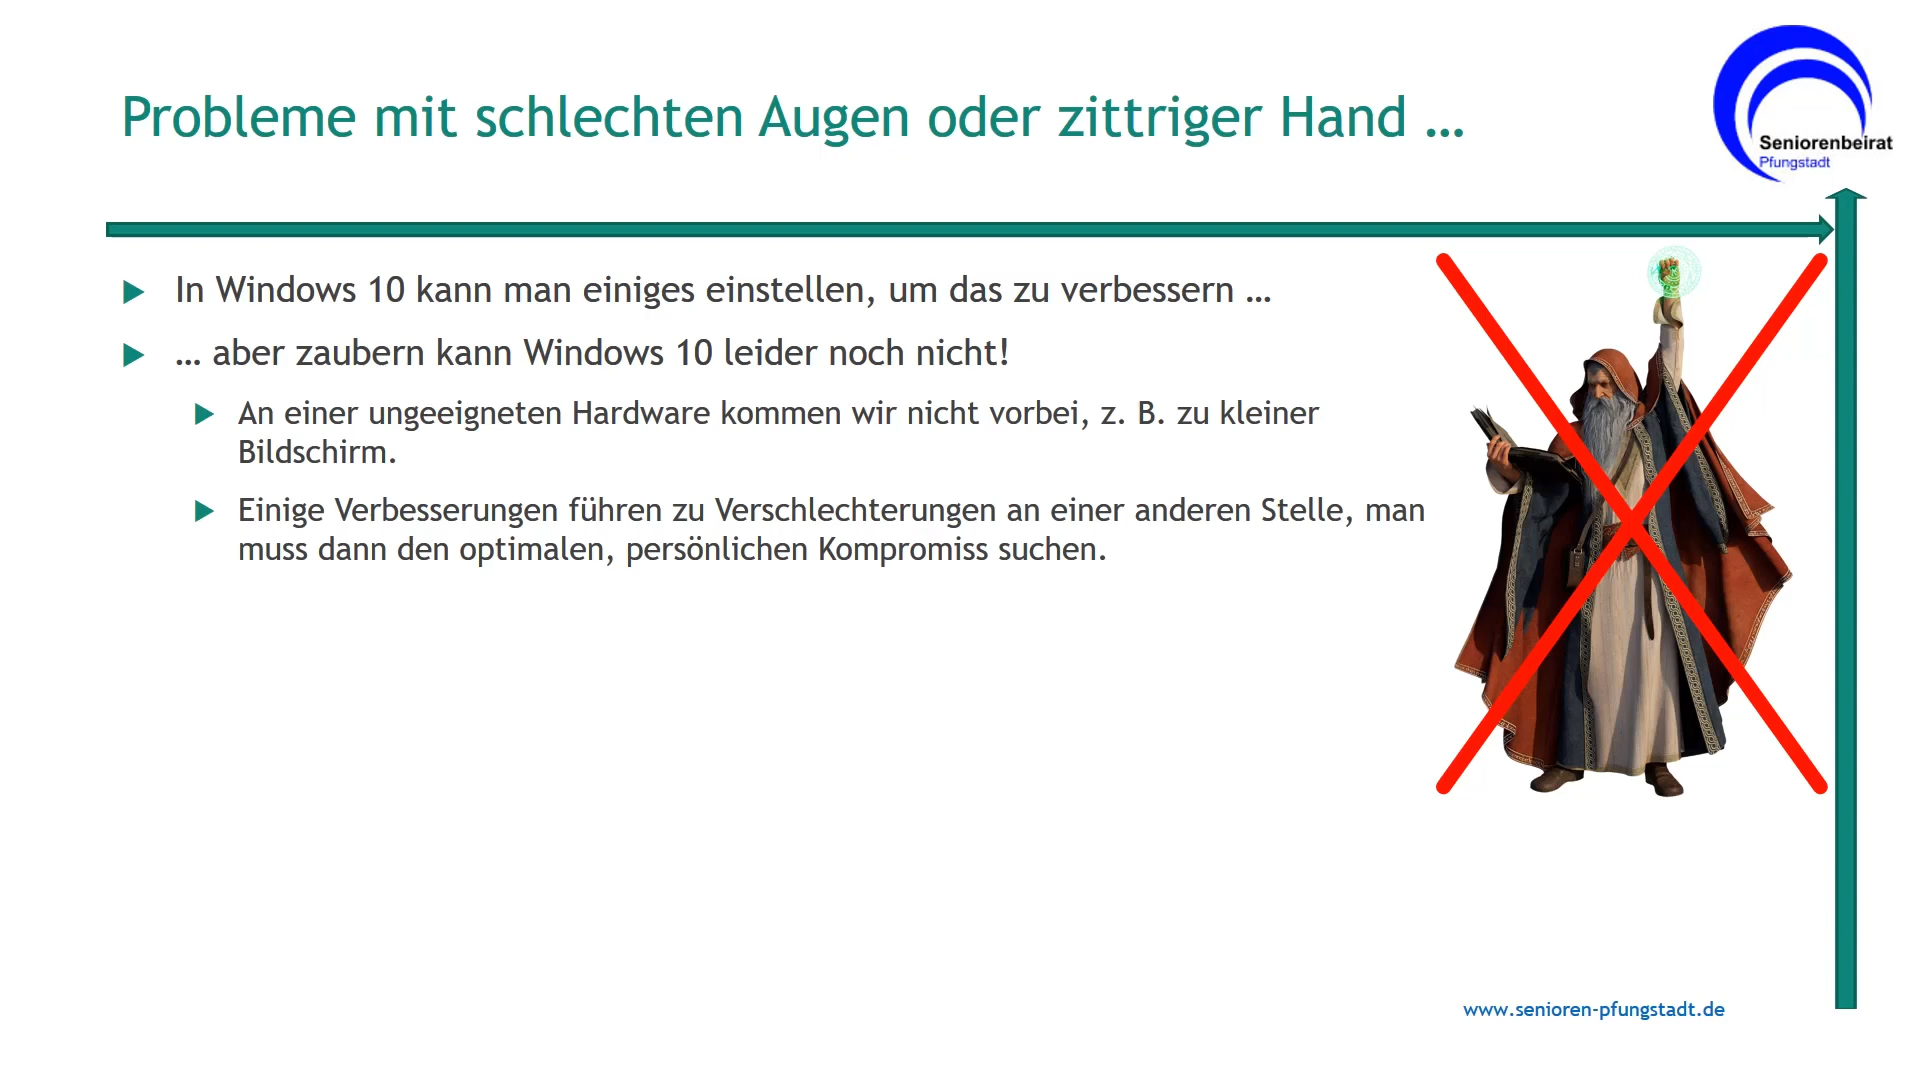 Probleme mit schlechten Augen oder zittriger Hand …
Seniorenbeirat
Pfungstadt
In Windows 10 kann man einiges einstellen, um das zu verbessern …
… aber zaubern kann Windows 10 leider noch nicht!
An einer ungeeigneten Hardware kommen wir nicht vorbei, z. B. zu kleiner
Bildschirm.
Einige Verbesserungen führen zu Verschlechterungen an einer anderen Stelle, man
muss dann den optimalen, persönlichen Kompromiss suchen.
www.senioren-pfungstadt.de